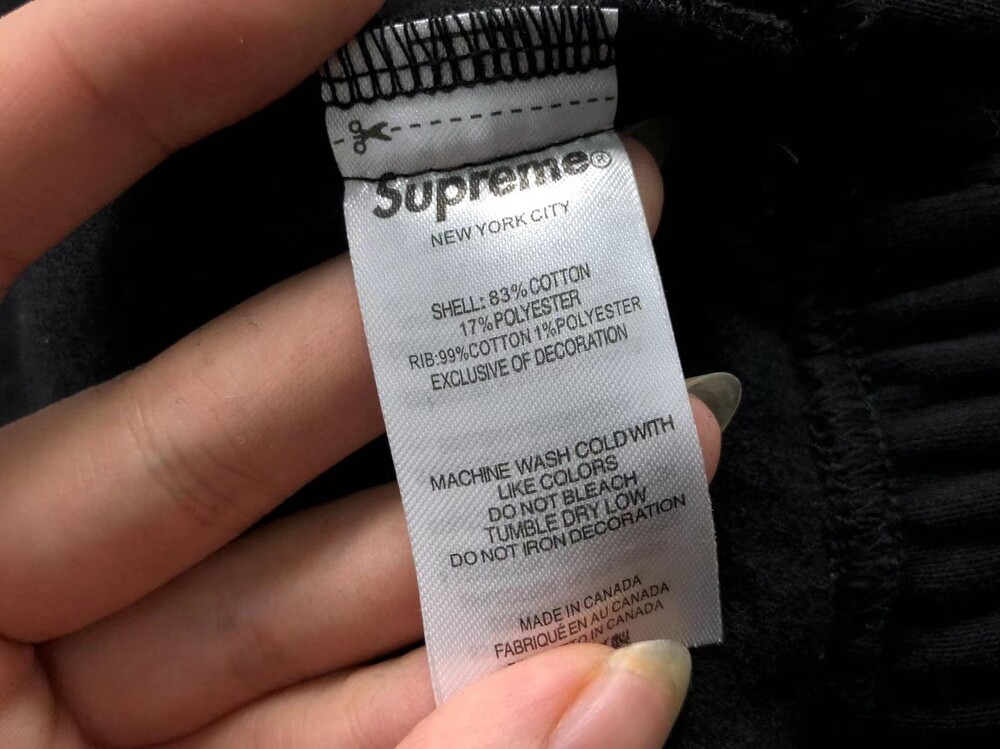 Supreme®
NEW YORK CITY
SHELL: 83% COTTON
17% POLYESTER
RIB:99%COTTON 1%POLYESTER
EXCLUSIVE OF DECORATION
MACHINE WASH COLD WITH
LIKE COLORS
DO NOT BLEACH
TUMBLE DRY LOW
DO NOT IRON DECORATION
MADE IN CANADA
FABRIQUÉ EN AU CANADA
IN CANADA